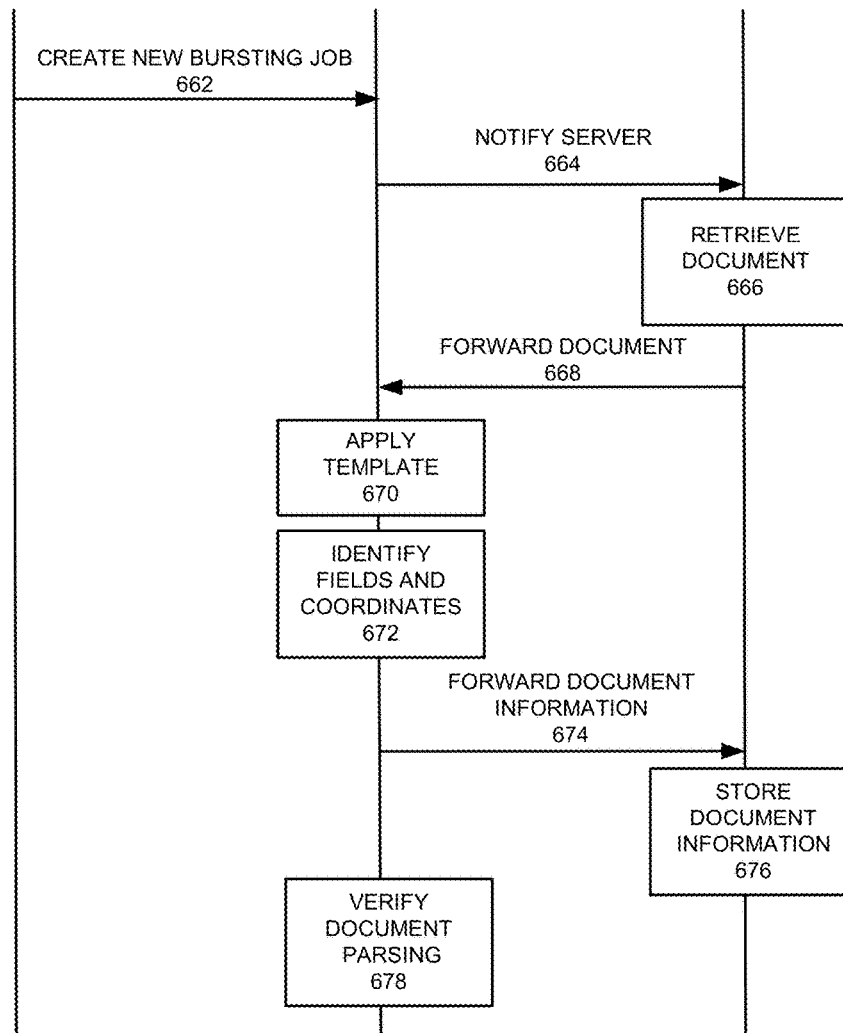 CREATE NEW BURSTING JOB
662
NOTIFY SERVER
664
RETRIEVE
DOCUMENT
666
FORWARD DOCUMENT
668
APPLY
TEMPLATE
670
IDENTIFY
FIELDS AND
COORDINATES
672
FORWARD DOCUMENT
INFORMATION
674
STORE
DOCUMENT
INFORMATION
676
VERIFY
DOCUMENT
PARSING
678